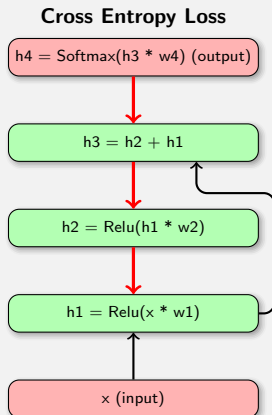 Cross Entropy Loss
h4 = Softmax(h3 * w4) (output)
h3 = h2 + h1
h2 = Relu(h1 * w2)
h1 = Relu(x * w1)
x (input)